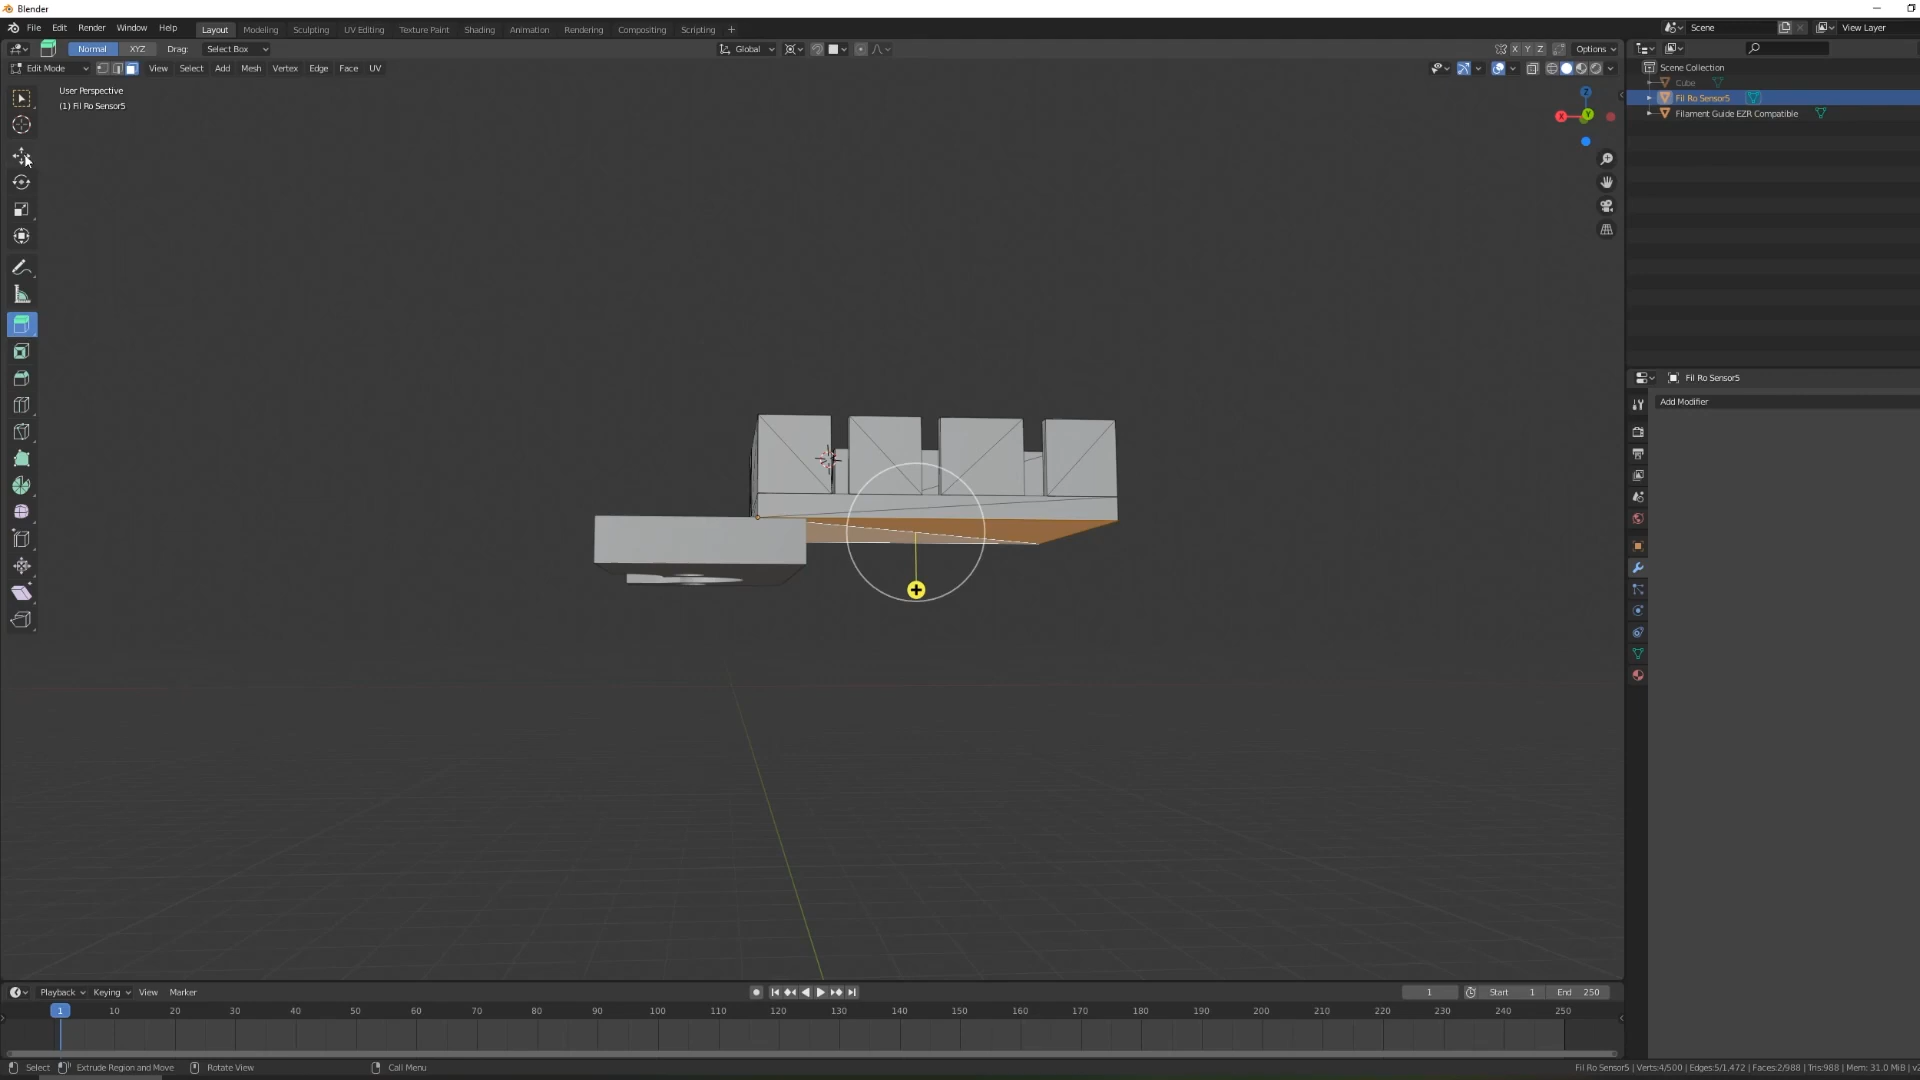 Blender
File Edit Render Window Help Layout Modeling Sculpting UV Editing Texture Paint Shading Animation Rendering Compositing Scripting + Scene View Layer
Normal XYZ Drag: Select Box Global X Y Z Options
Edit Mode View Select Add Mesh Vertex Edge Face UV
Scene Collection
Cube
Fil Ro Sensor5
Filament Guide EZR Compatible
User Perspective
(1) Fil Ro Sensor5
Z
X Y
Fil Ro Sensor5
Add Modifier
Playback Keying View Marker 1 Start 1 End 250
1 10 20 30 40 50 60 70 80 90 100 110 120 130 140 150 160 170 180 190 200 210 220 230 240 250
Select Extrude Region and Move Rotate View Call Menu Fil Ro Sensor5 | Verts:4/500 | Edges:5/1,472 | Faces:2/988 | Tris:988 | Mem: 31.0 MiB | v2